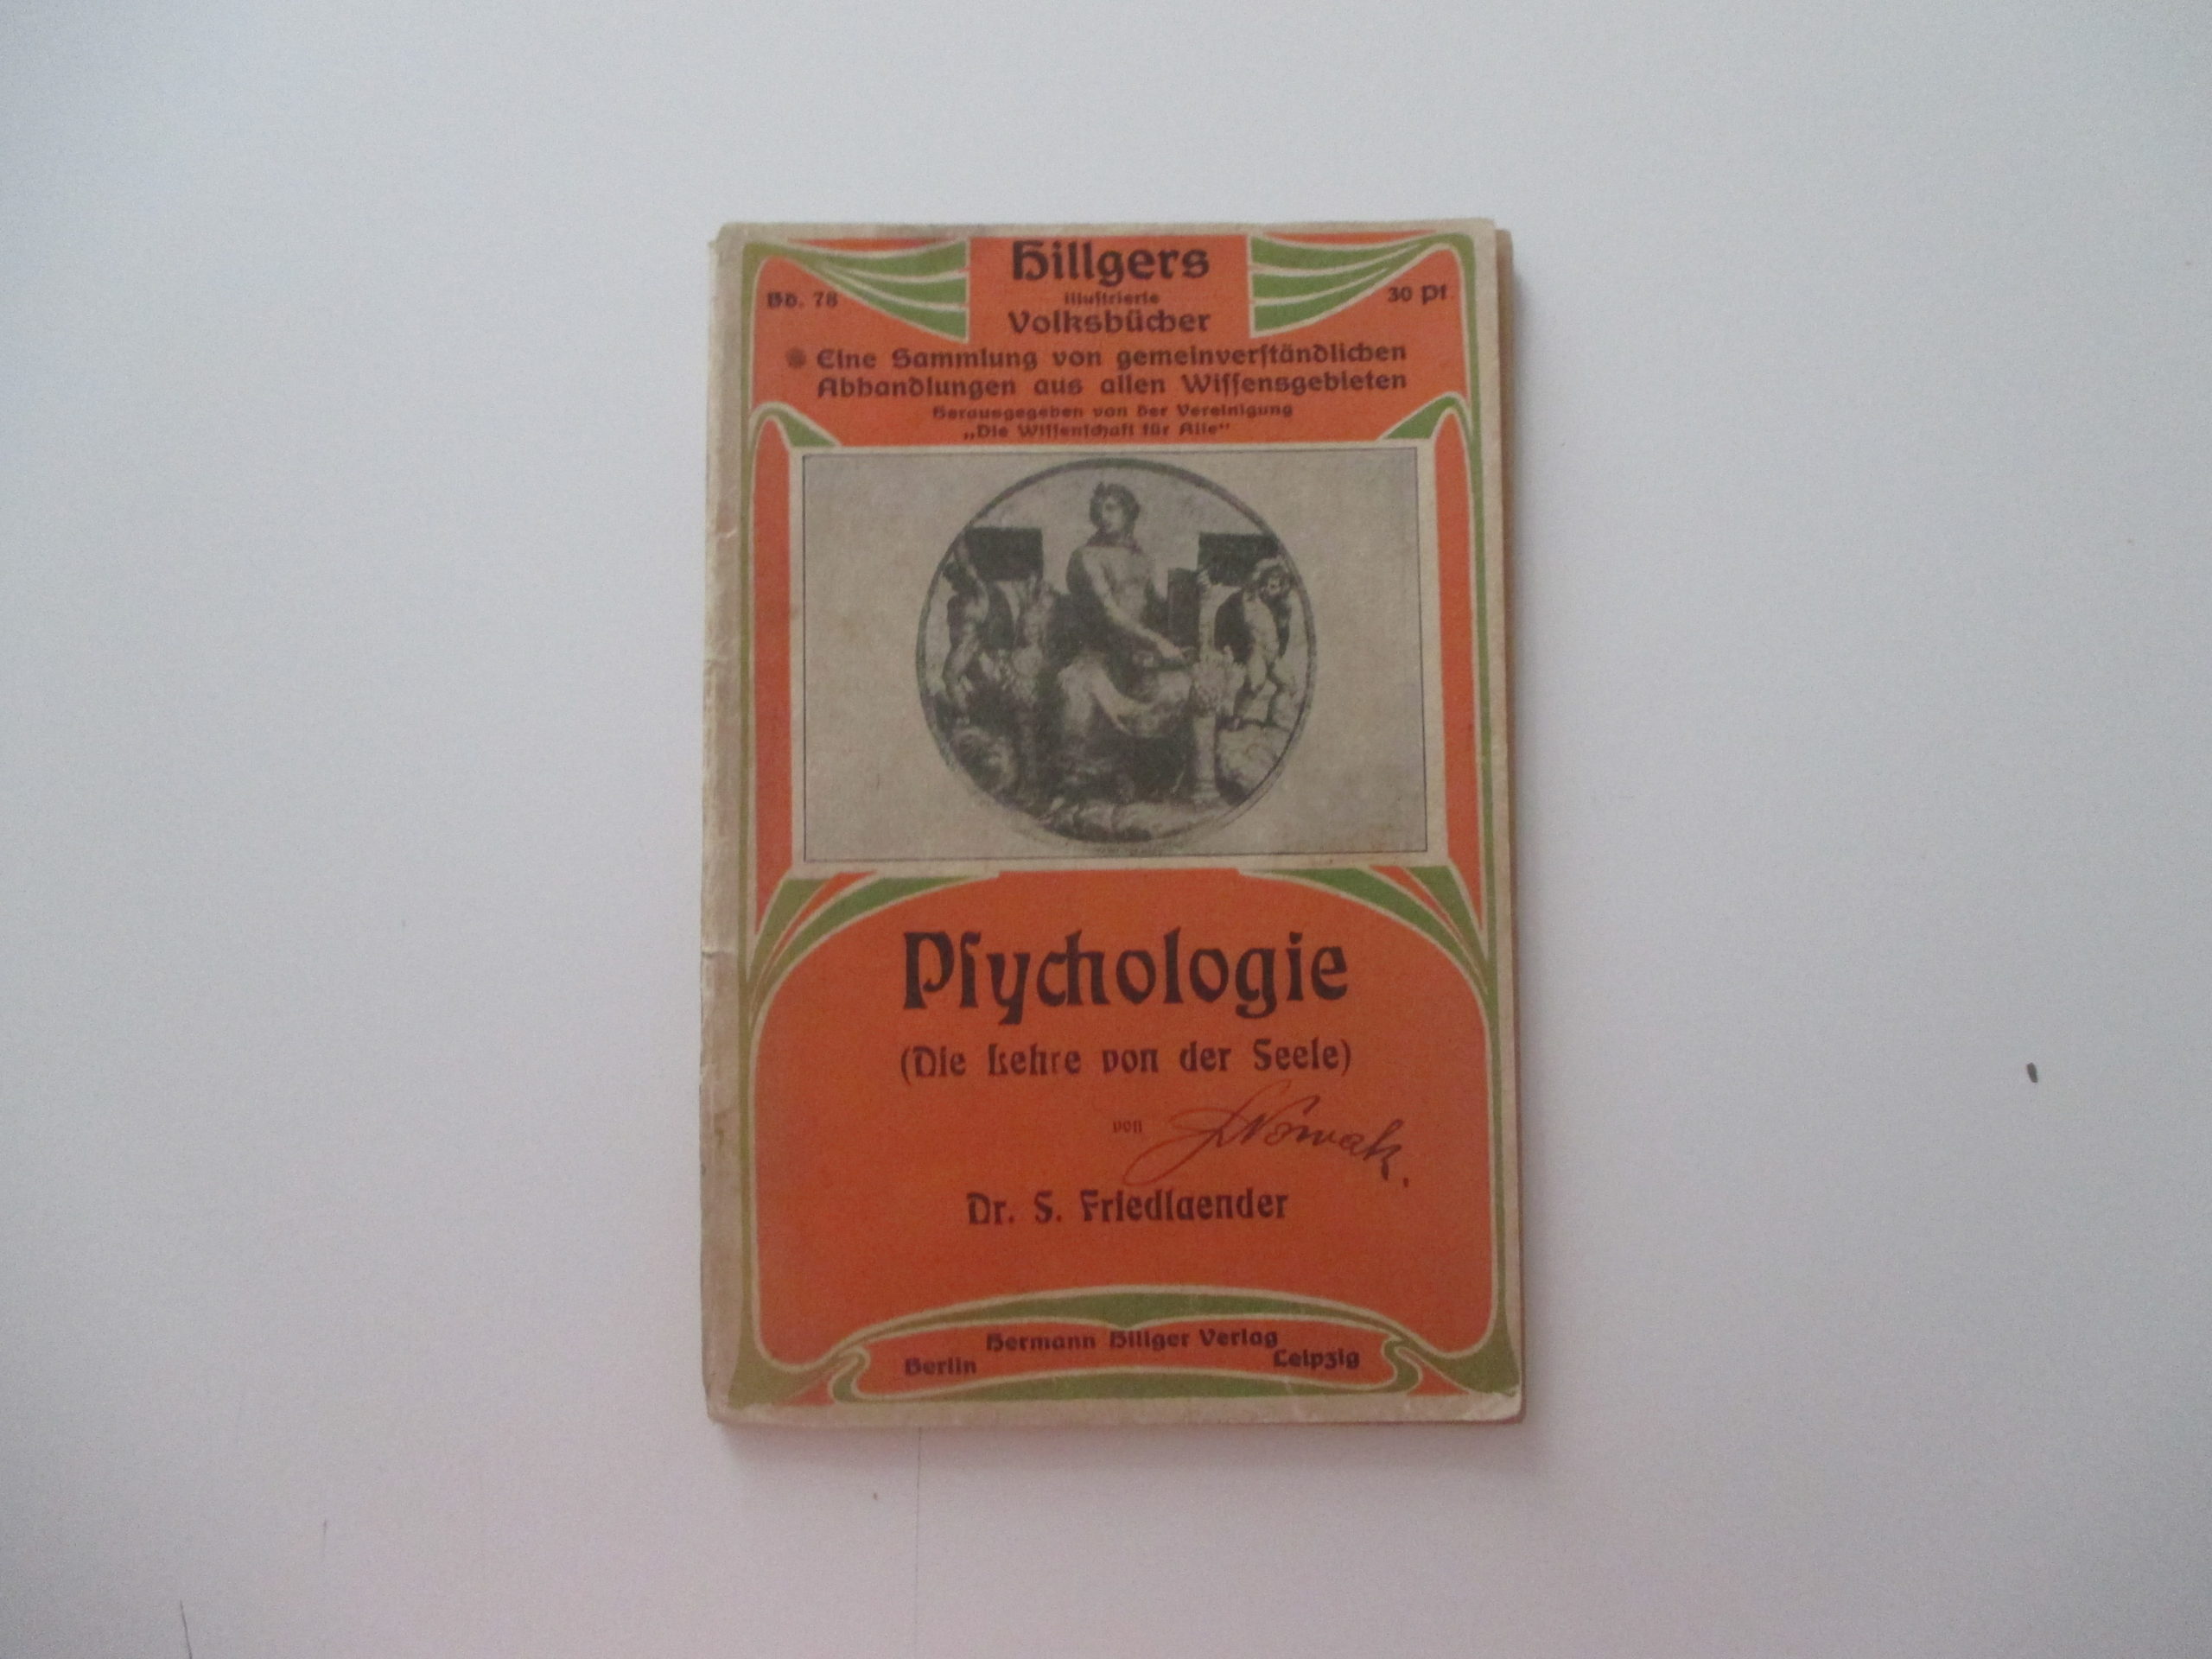 Hillgers
Bd. 78
illuſtrierte
30 Pf.
Volksbücher
Eine Sammlung von gemeinverſtändlichen
Abhandlungen aus allen Wiſſensgebieten
Herausgegeben von der Vereinigung
„Die Wiſſenſchaft für Alle“
Pſychologie
(Die Lehre von der Seele)
von
JNowak.
Dr. S. Friedlaender
Hermann Hillger Verlag
Berlin Leipzig